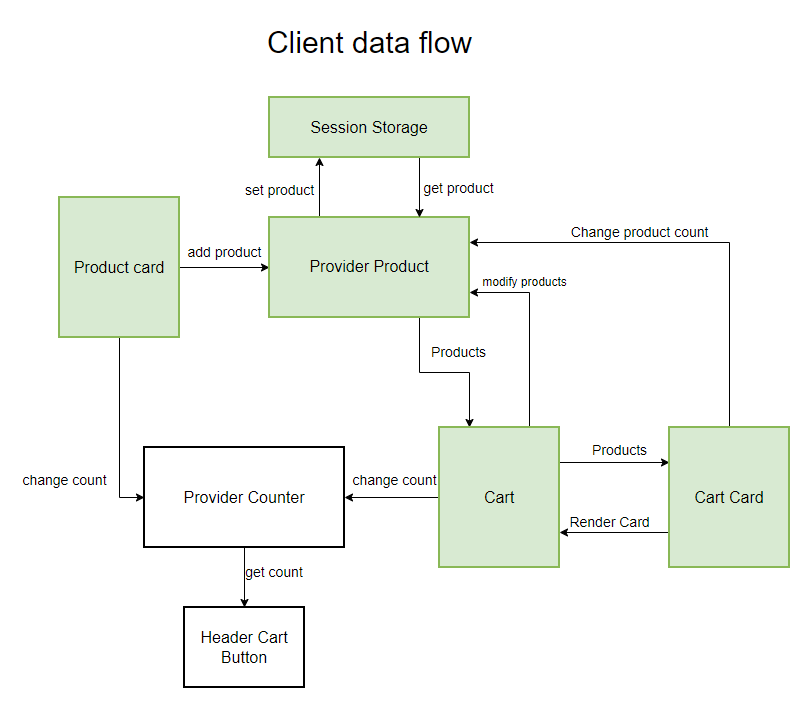 Client data flow
Session Storage
set product
get product
Product card
add product
Provider Product
Change product count
modify products
Products
change count
Provider Counter
change count
Cart
Products
Render Card
Cart Card
get count
Header Cart
Button